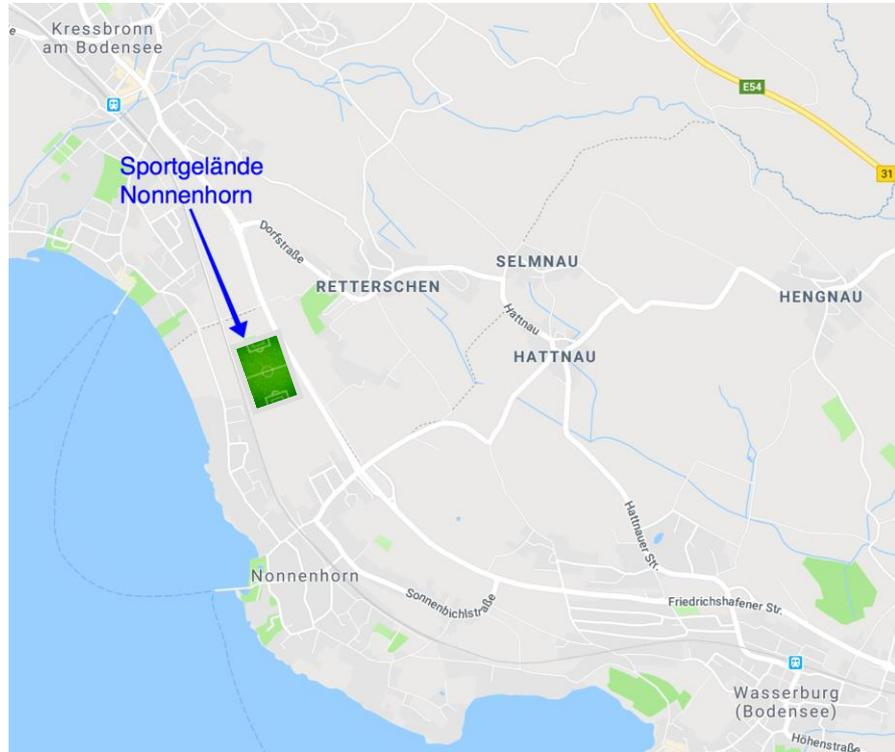 Kressbronn
am Bodensee
E54
31
Sportgelände
Nonnenhorn
Dorfstraße
SELMNAU
RETTERSCHEN
HENGNAU
Hattnau
HATTNAU
Hattnauer Str.
Nonnenhorn
Sonnenbichlstraße
Friedrichshafener Str.
Wasserburg
(Bodensee)
Höhenstraße